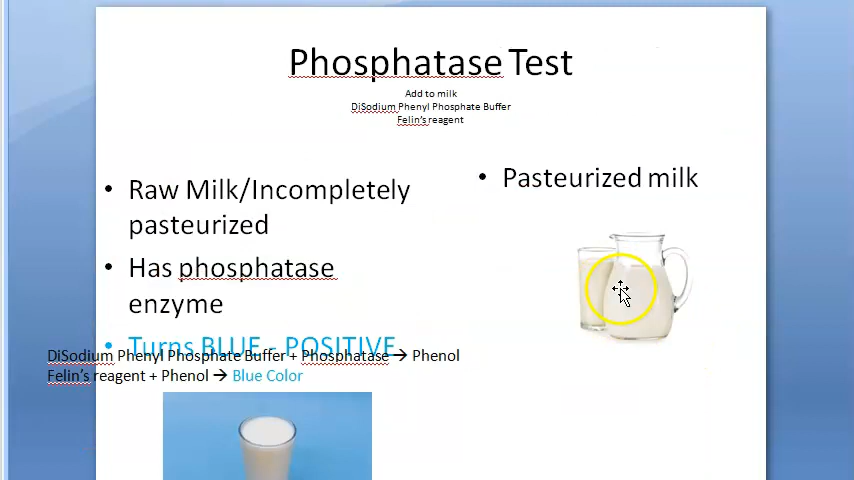 Phosphatase Test
Add to milk
DiSodium Phenyl Phosphate Buffer
Felin's reagent
• Raw Milk/Incompletely
pasteurized
• Has phosphatase
enzyme
• Turns BLUE - POSITIVE
DiSodium Phenyl Phosphate Buffer + Phosphatase → Phenol
Felin's reagent + Phenol → Blue Color
• Pasteurized milk